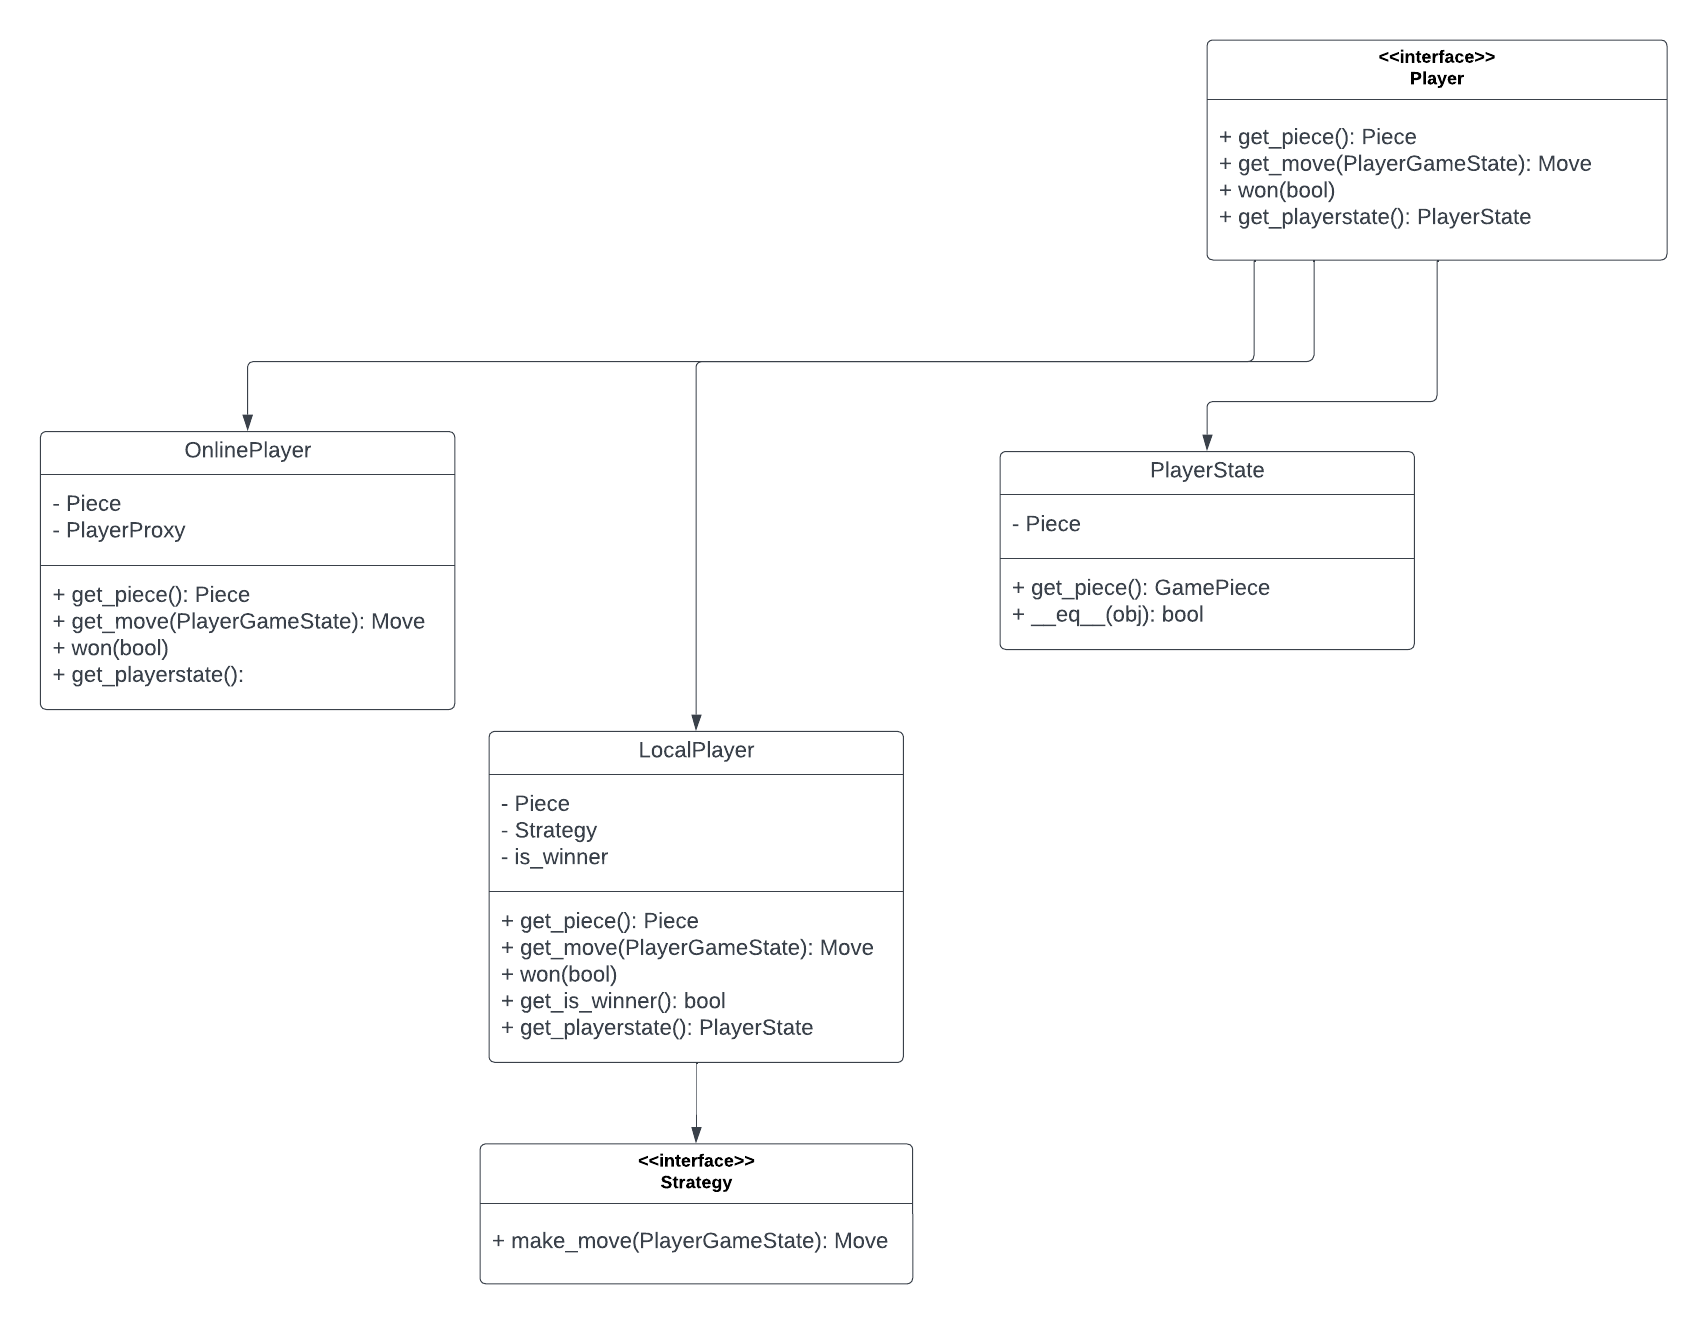 <<interface>>
Player
+ get_piece(): Piece
+ get_move(PlayerGameState): Move
+ won(bool)
+ get_playerstate(): PlayerState
OnlinePlayer
- Piece
- PlayerProxy
+ get_piece(): Piece
+ get_move(PlayerGameState): Move
+ won(bool)
+ get_playerstate():
PlayerState
- Piece
+ get_piece(): GamePiece
+ __eq__(obj): bool
LocalPlayer
- Piece
- Strategy
- is_winner
+ get_piece(): Piece
+ get_move(PlayerGameState): Move
+ won(bool)
+ get_is_winner(): bool
+ get_playerstate(): PlayerState
<<interface>>
Strategy
+ make_move(PlayerGameState): Move